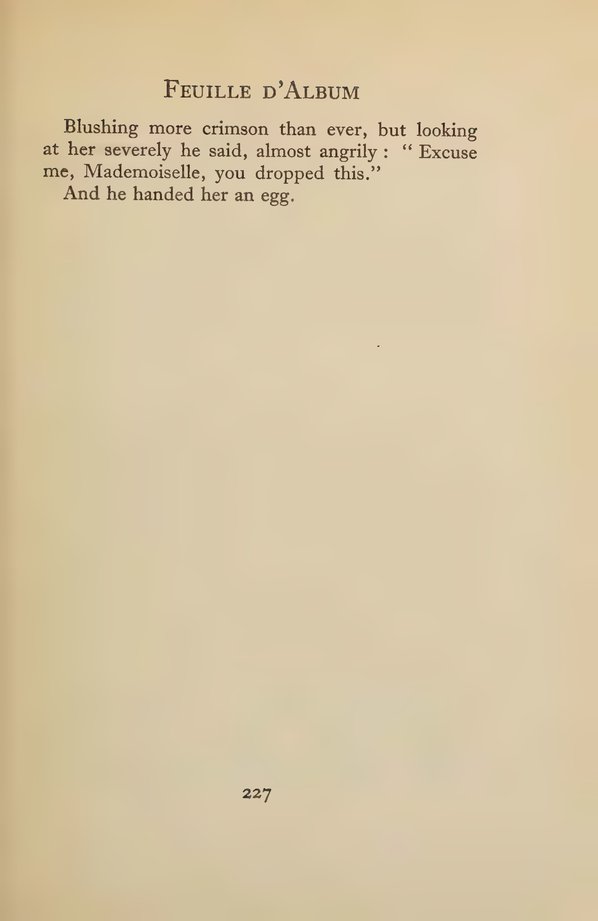 FEUILLE D'ALBUM
Blushing more crimson than ever, but looking
at her severely he said, almost angrily : “ Excuse
me, Mademoiselle, you dropped this.”
And he handed her an egg.
227